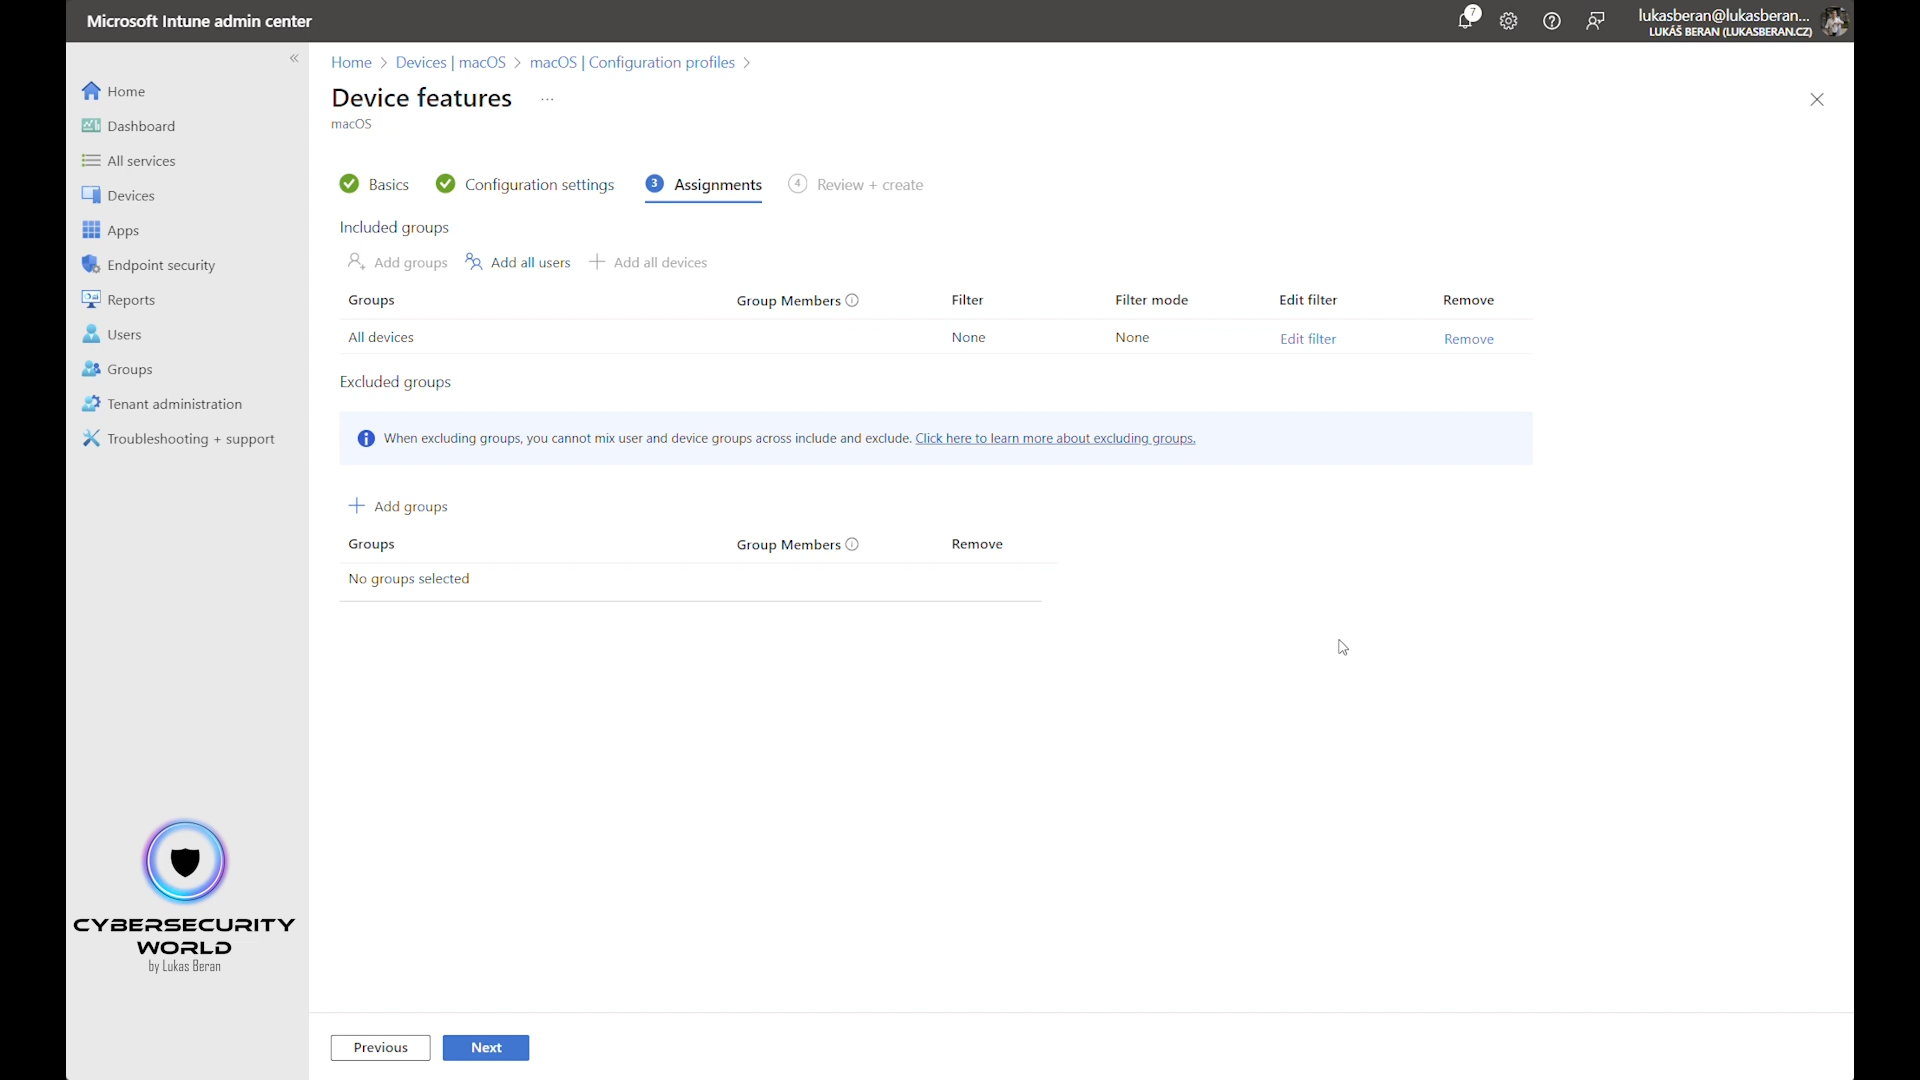 Microsoft Intune admin center
7
lukasberan@lukasberan...
LUKÁŠ BERAN (LUKASBERAN.CZ)
«
Home
Dashboard
All services
Devices
Apps
Endpoint security
Reports
Users
Groups
Tenant administration
Troubleshooting + support
CYBERSECURITY
WORLD
by Lukas Beran
Home > Devices | macOS > macOS | Configuration profiles >
Device features ...
macOS
Basics Configuration settings 3 Assignments 4 Review + create
Included groups
Add groups Add all users + Add all devices
Groups Group Members Filter Filter mode Edit filter Remove
All devices None None Edit filter Remove
Excluded groups
When excluding groups, you cannot mix user and device groups across include and exclude. Click here to learn more about excluding groups.
+ Add groups
Groups Group Members Remove
No groups selected
Previous Next